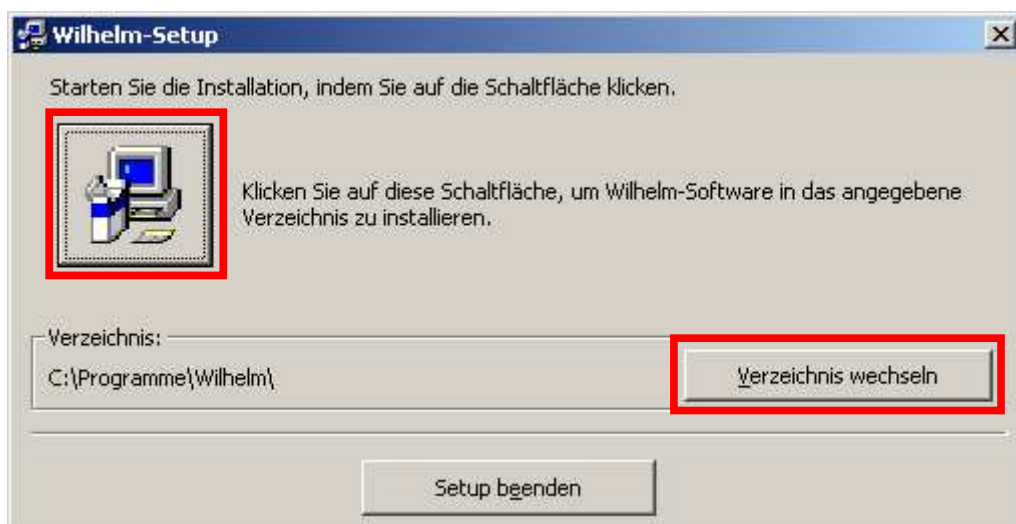 Wilhelm-Setup
Starten Sie die Installation, indem Sie auf die Schaltfläche klicken.
Klicken Sie auf diese Schaltfläche, um Wilhelm-Software in das angegebene
Verzeichnis zu installieren.
Verzeichnis:
C:\Programme\Wilhelm\
Verzeichnis wechseln
Setup beenden